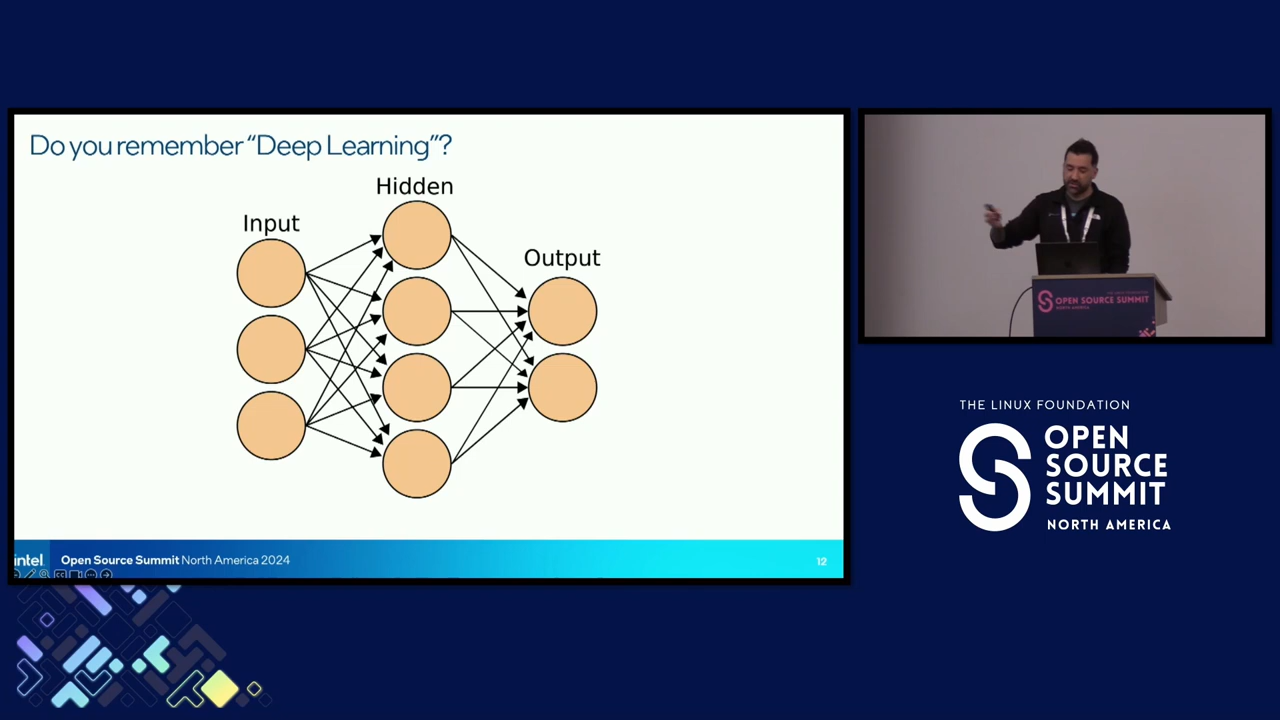 Do you remember “Deep Learning”?
Hidden
Input
Output
intel
Open Source Summit North America 2024
12
OPEN SOURCE SUMMIT
NORTH AMERICA
THE LINUX FOUNDATION
OPEN
SOURCE
SUMMIT
NORTH AMERICA